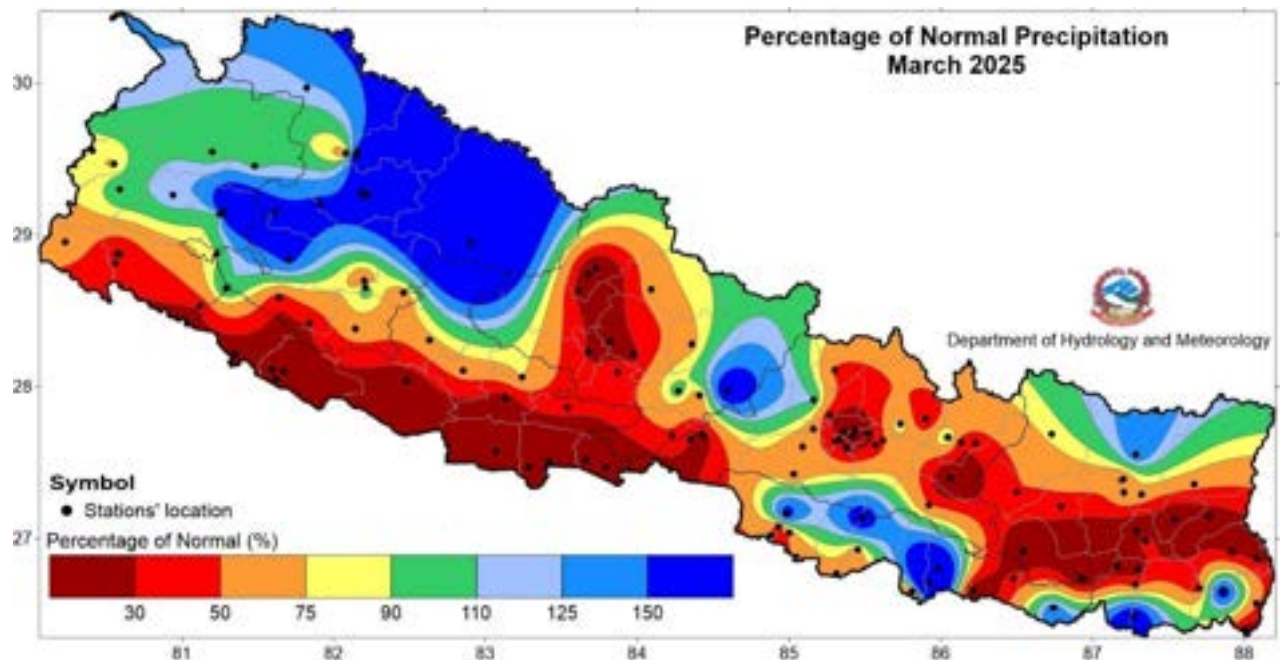 Percentage of Normal Precipitation
March 2025
30
29
28
27
Department of Hydrology and Meteorology
Symbol
Stations' location
Percentage of Normal (%)
30 50 75 90 110 125 150
81 82 83 84 85 86 87 88